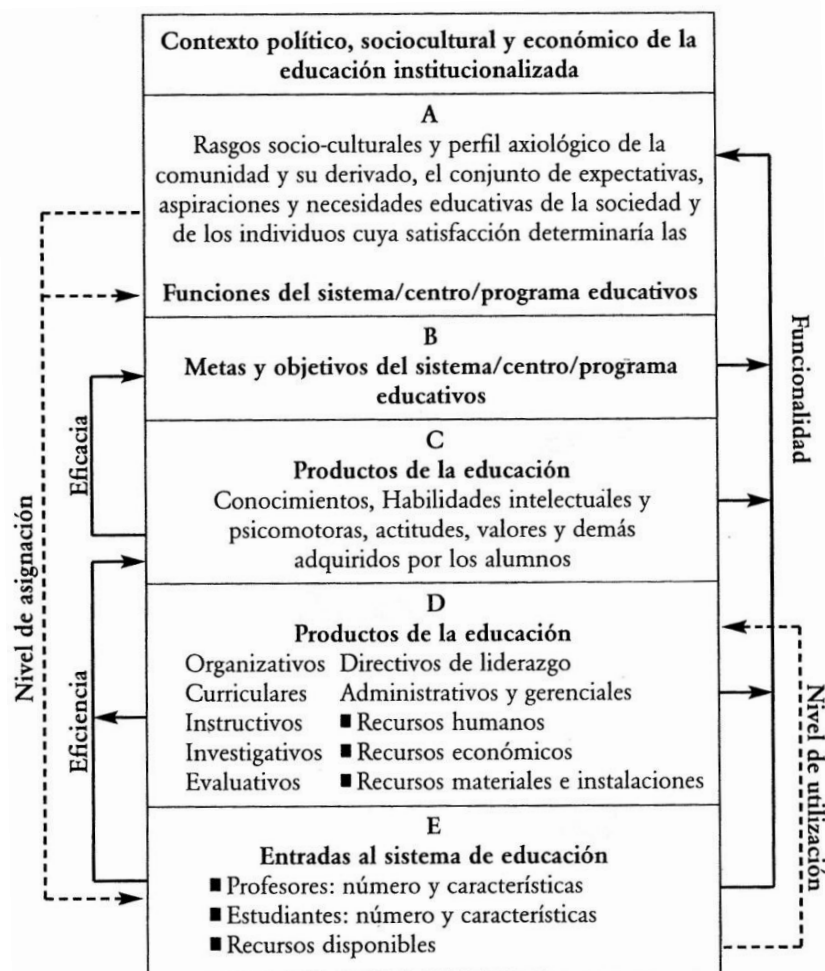 Contexto político, sociocultural y económico de la
educación institucionalizada
A
Rasgos socio-culturales y perfil axiológico de la
comunidad y su derivado, el conjunto de expectativas,
aspiraciones y necesidades educativas de la sociedad y
de los individuos cuya satisfacción determinaría las
Funciones del sistema/centro/programa educativos
B
Metas y objetivos del sistema/centro/programa
educativos
C
Productos de la educación
Conocimientos, Habilidades intelectuales y
psicomotoras, actitudes, valores y demás
adquiridos por los alumnos
D
Productos de la educación
Organizativos Directivos de liderazgo
Curriculares Administrativos y gerenciales
Instructivos ■ Recursos humanos
Investigativos ■ Recursos económicos
Evaluativos ■ Recursos materiales e instalaciones
E
Entradas al sistema de educación
■ Profesores: número y características
■ Estudiantes: número y características
■ Recursos disponibles
Nivel de asignación
Eficacia
Eficiencia
Funcionalidad
Nivel de utilización